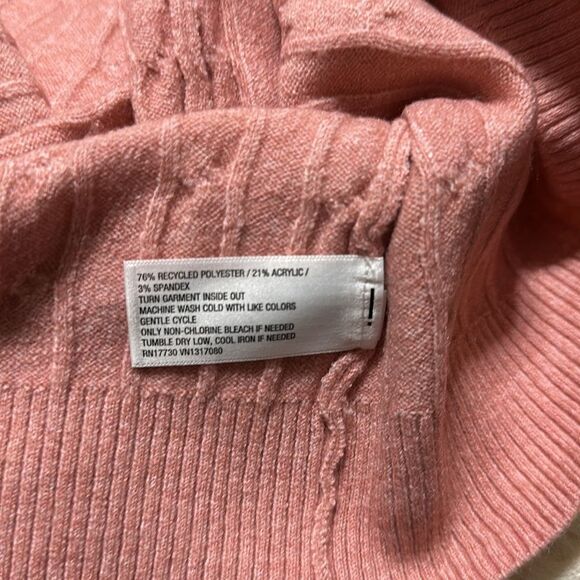 76% RECYCLED POLYESTER / 21% ACRYLIC /
3% SPANDEX
TURN GARMENT INSIDE OUT
MACHINE WASH COLD WITH LIKE COLORS
GENTLE CYCLE
ONLY NON-CHLORINE BLEACH IF NEEDED
TUMBLE DRY LOW, COOL IRON IF NEEDED
RN17730 VN1317080